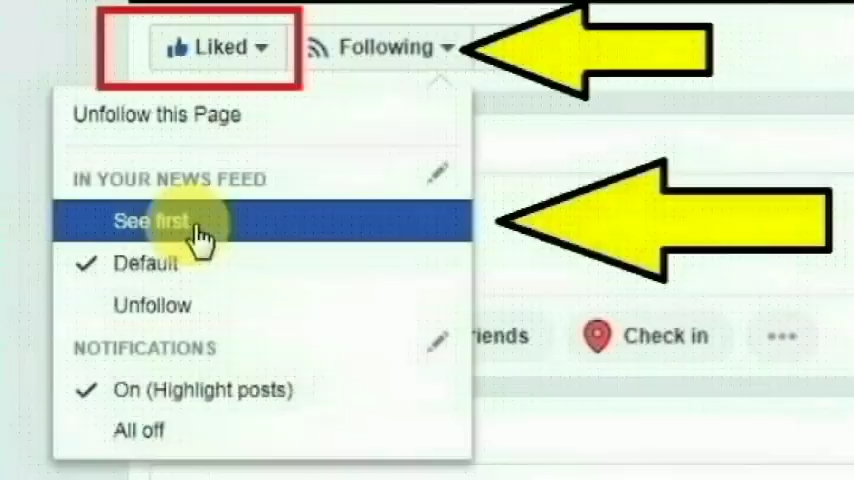 Liked Following
Unfollow this Page
IN YOUR NEWS FEED
See first
Default
Unfollow
NOTIFICATIONS
riends Check in
On (Highlight posts)
All off